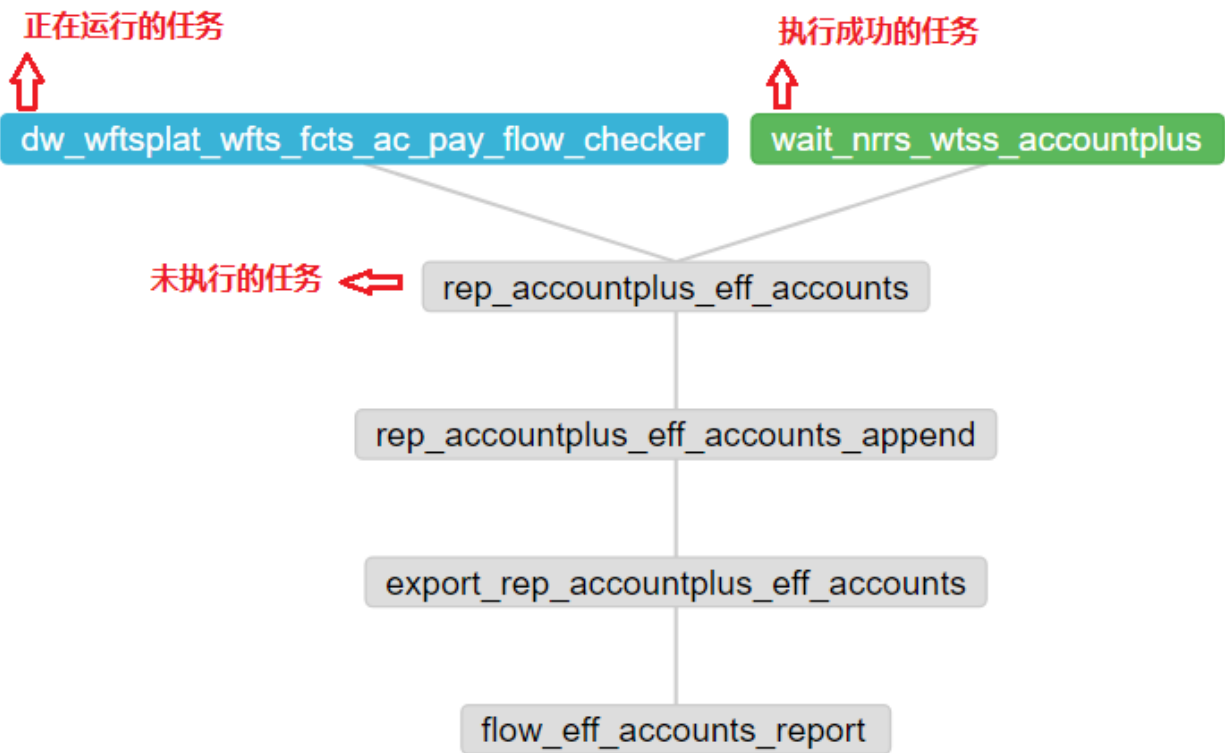 正在运行的任务
执行成功的任务
dw_wftsplat_wfts_fcts_ac_pay_flow_checker
wait_nrrs_wtss_accountplus
未执行的任务
rep_accountplus_eff_accounts
rep_accountplus_eff_accounts_append
export_rep_accountplus_eff_accounts
flow_eff_accounts_report